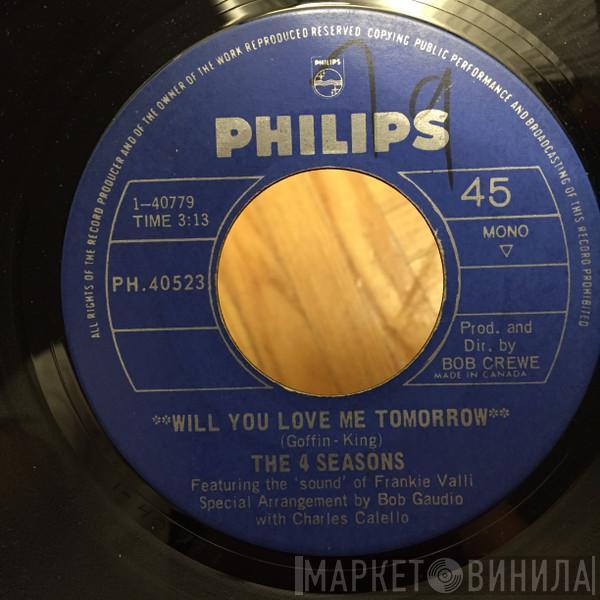 ALL RIGHTS OF THE RECORD PRODUCER AND OF THE OWNER OF THE WORK REPRODUCED RESERVED COPYING PUBLIC PERFORMANCE AND BROADCASTING OF THIS RECORD PROHIBITED
PHILIPS
PHILIPS
1-40779
TIME 3:13
45
MONO
PH.40523
Prod. and
Dir. by
BOB CREWE
MADE IN CANADA
**WILL YOU LOVE ME TOMORROW**
(Goffin-King)
THE 4 SEASONS
Featuring the 'sound' of Frankie Valli
Special Arrangement by Bob Gaudio
with Charles Calello
МАРКЕТ ВИНИЛА